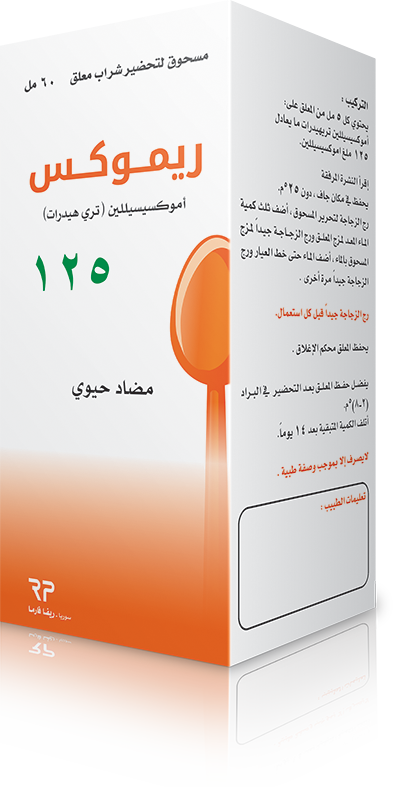 مسحوق لتحضير شراب معلق ٦٠ مل
ريموكس
أموكسيسيللين (تري هيدرات)
١٢٥
مضاد حيوي
RP
سوريا - ريفا فارما
التركيب :
يحتوي كل ٥ مل من المعلق على:
أموكسيسيللين تريهيدرات ما يعادل
١٢٥ ملغ أموكسيسيللين.
إقرأ النشرة المرفقة
يحفظ في مكان جاف، دون ٢٥°م.
رج الزجاجة لتحرير المسحوق ، أضف ثلث كمية
الماء المعد لمزج المعلق ورج الزجاجة جيداً لمزج
المسحوق بالماء ، أضف الماء حتى خط العيار ورج
الزجاجة جيداً مرة أخرى .
رج الزجاجة جيداً قبل كل استعمال.
يحفظ المعلق محكم الإغلاق .
يفضل حفظ المعلق بعد التحضير في البراد
(٢-٨)°م.
أتلف الكمية المتبقية بعد ١٤ يوماً.
لا يصرف إلا بموجب وصفة طبية .
تعليمات الطبيب :